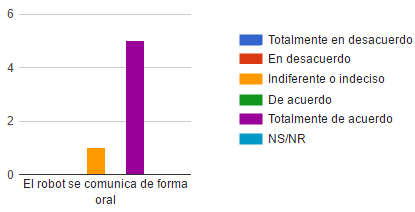 6
4
2
0
El robot se comunica de forma
oral
Totalmente en desacuerdo
En desacuerdo
Indiferente o indeciso
De acuerdo
Totalmente de acuerdo
NS/NR